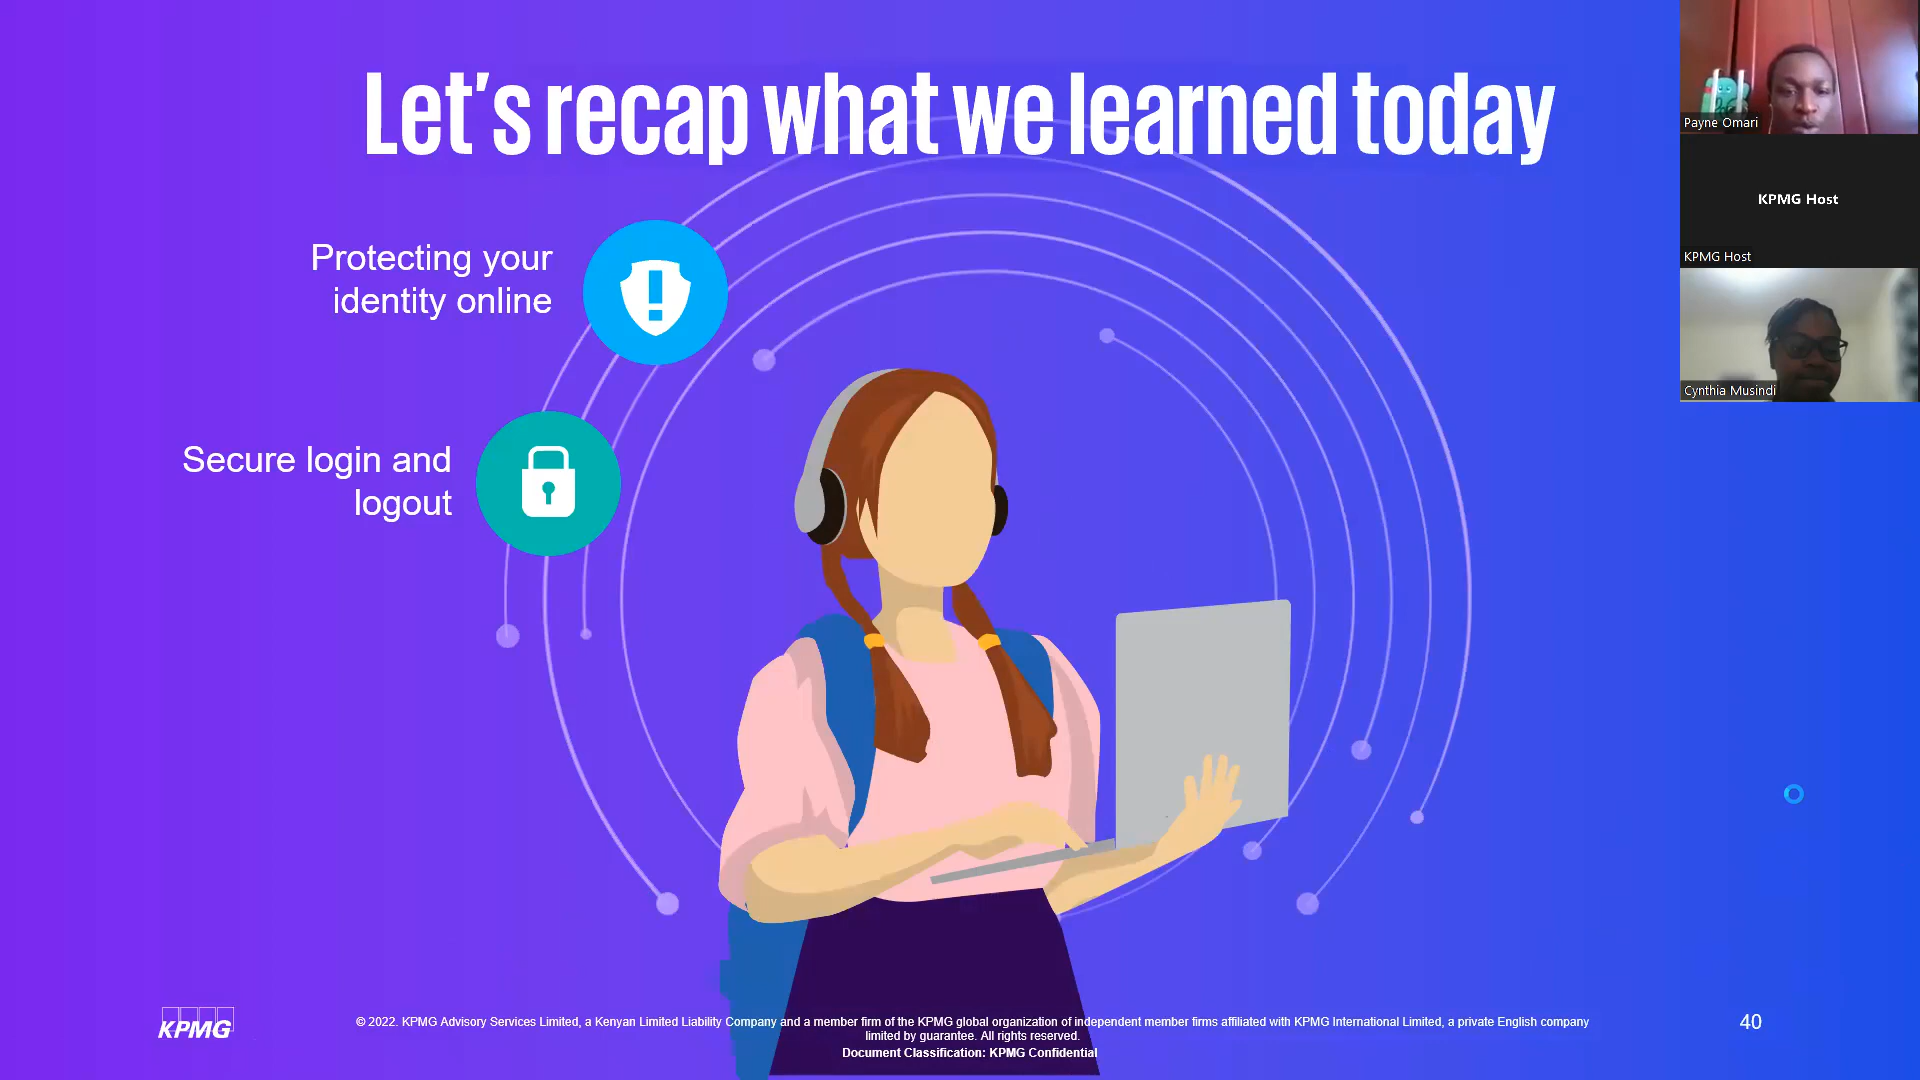 Let's recap what we learned today
Protecting your
identity online
Secure login and
logout
Payne Omari
KPMG Host
KPMG Host
Cynthia Musindi
KPMG
© 2022. KPMG Advisory Services Limited, a Kenyan Limited Liability Company and a member firm of the KPMG global organization of independent member firms affiliated with KPMG International Limited, a private English company
limited by guarantee. All rights reserved.
Document Classification: KPMG Confidential
40